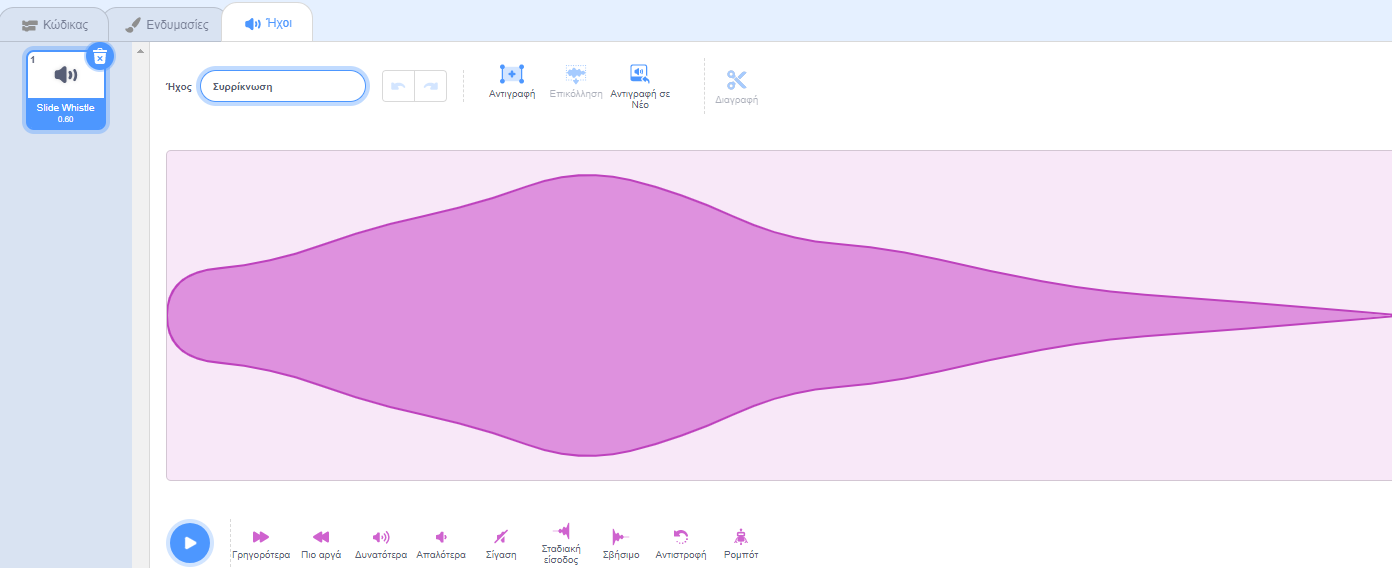 Κώδικας
Ενδυμασίες
Ήχοι
1
Slide Whistle
0.60
Ήχος
Συρρίκνωση
Αντιγραφή
Επικόλληση
Αντιγραφή σε
Νέο
Διαγραφή
Γρηγορότερα
Πιο αργά
Δυνατότερα
Απαλότερα
Σίγαση
Σταδιακή
είσοδος
Σβήσιμο
Αντιστροφή
Ρομπότ